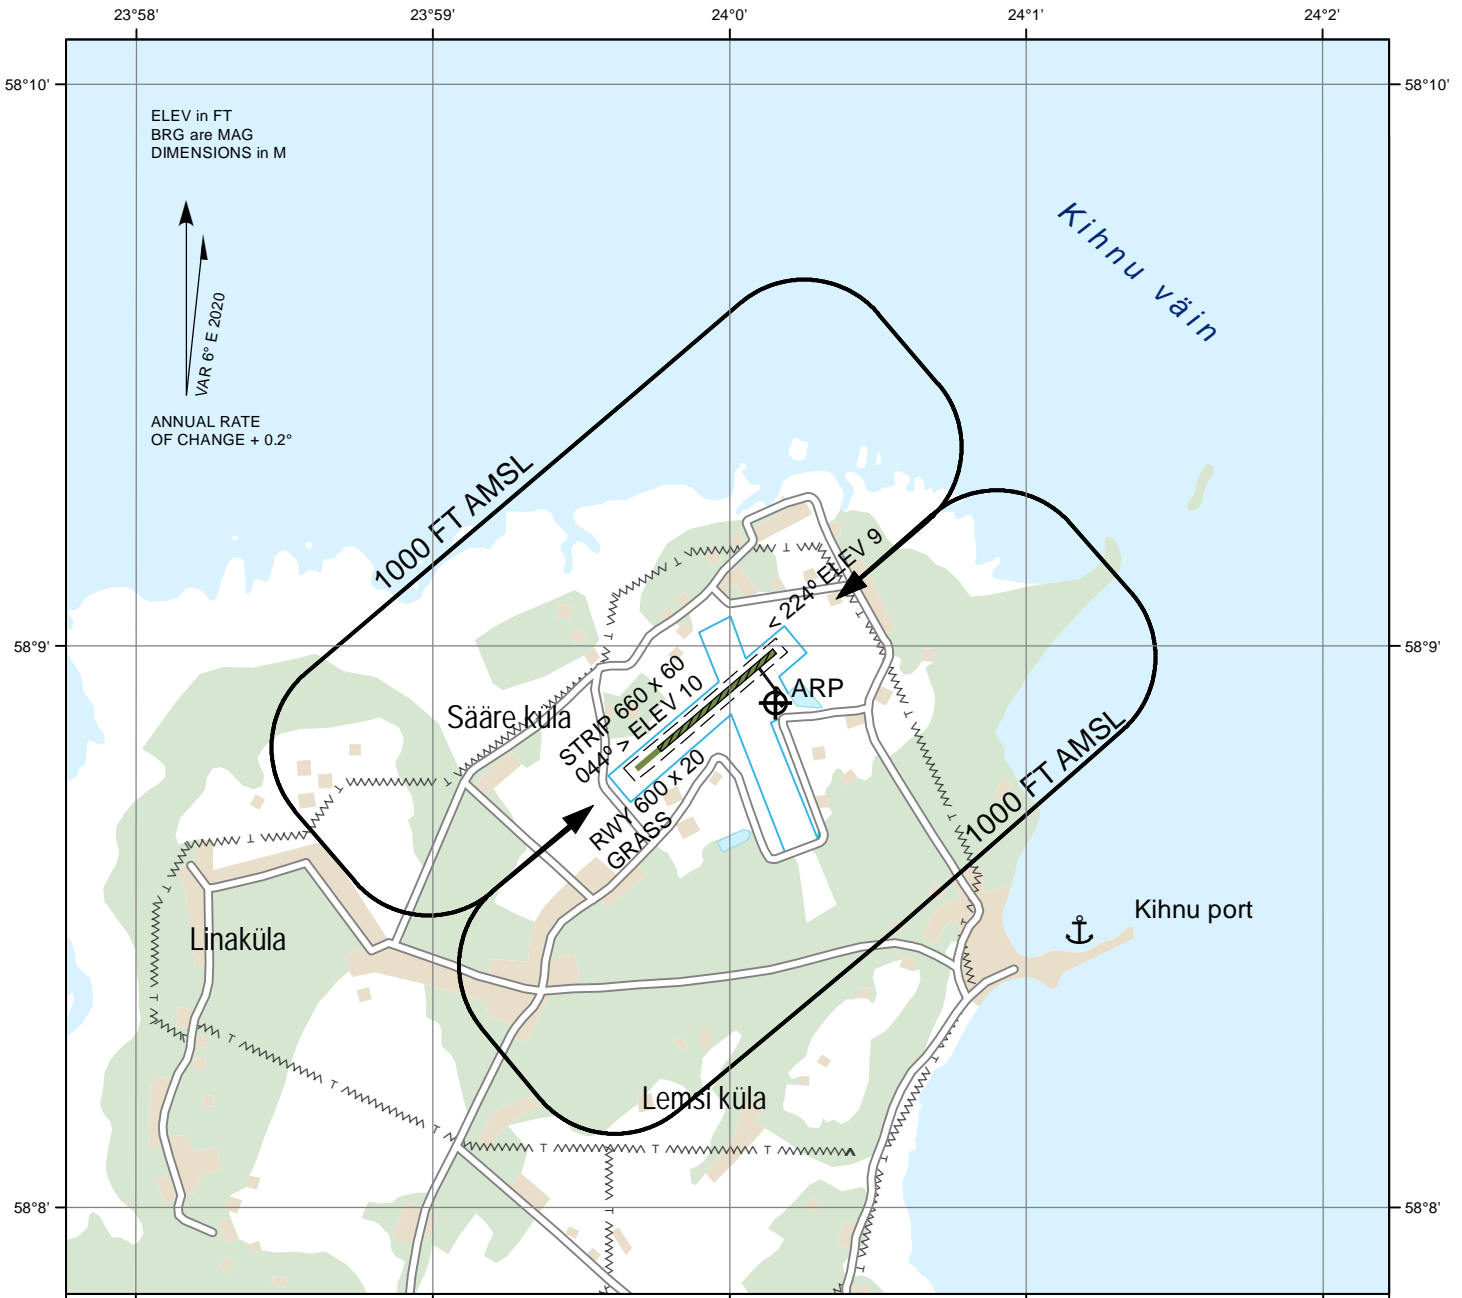 23°58'
23°59'
24°0'
24°1'
24°2'
58°10'
58°10'
ELEV in FT
BRG are MAG
DIMENSIONS in M
VAR 6° E 2020
ANNUAL RATE
OF CHANGE + 0.2°
Kihnu väin
1000 FT AMSL
< 224° ELEV 9
58°9'
58°9'
ARP
STRIP 660 x 60
044° > ELEV 10
Sääre küla
RWY 600 x 20
GRASS
1000 FT AMSL
Kihnu port
Linaküla
Lemsi küla
58°8'
58°8'